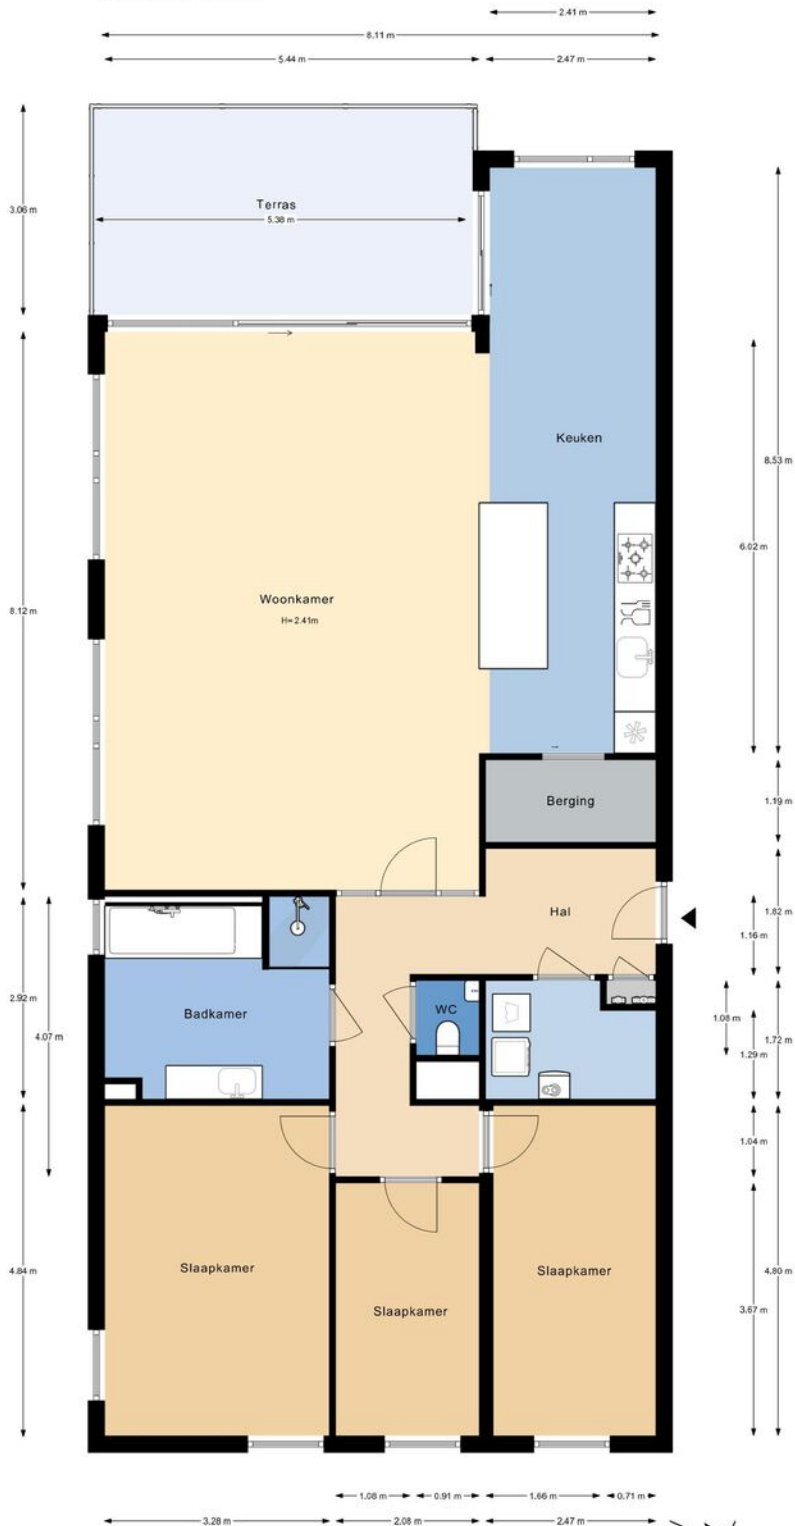 2.41 m
8.11 m
5.44 m
2.47 m
3.06 m
Terras
5.38 m
Keuken
8.53 m
6.02 m
Woonkamer
H= 2.41m
8.12 m
Berging
1.19 m
Hal
1.82 m
1.16 m
2.92 m
4.07 m
Badkamer
WC
1.08 m
1.72 m
1.29 m
1.04 m
Slaapkamer
Slaapkamer
Slaapkamer
4.84 m
4.80 m
3.67 m
1.08 m
0.91 m
1.66 m
0.71 m
3.28 m
2.08 m
2.47 m